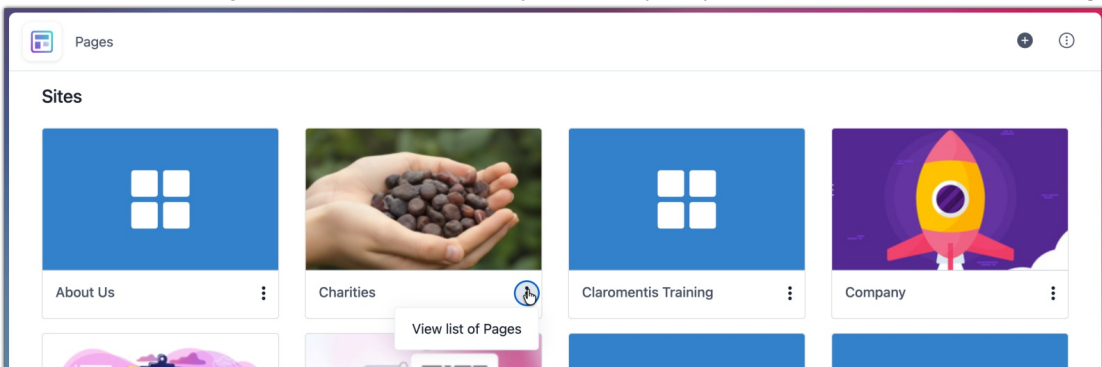 Pages
Sites
About Us
Charities
Claromentis Training
Company
View list of Pages